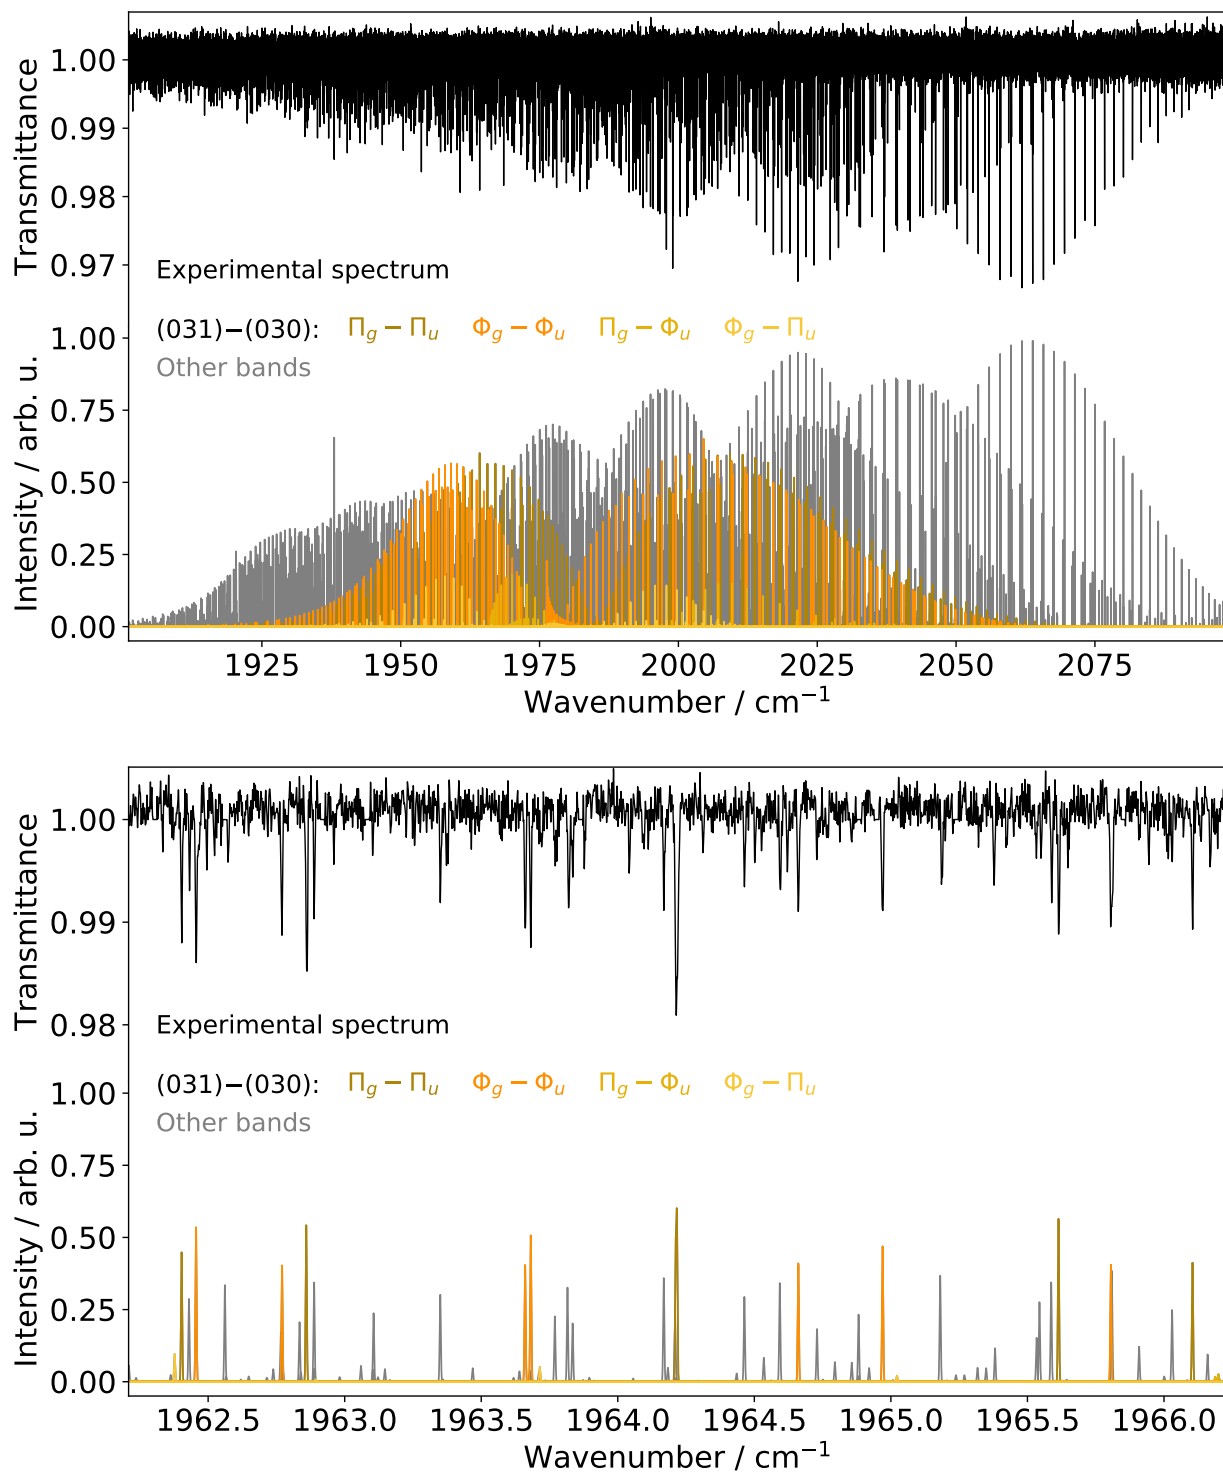 Transmittance
1.00
0.99
0.98
0.97
Experimental spectrum
(031)−(030): Π_g − Π_u Φ_g − Φ_u Π_g − Φ_u Φ_g − Π_u
Other bands
Intensity / arb. u.
1.00
0.75
0.50
0.25
0.00
1925 1950 1975 2000 2025 2050 2075
Wavenumber / cm⁻¹
Transmittance
1.00
0.99
0.98
Experimental spectrum
(031)−(030): Π_g − Π_u Φ_g − Φ_u Π_g − Φ_u Φ_g − Π_u
Other bands
Intensity / arb. u.
1.00
0.75
0.50
0.25
0.00
1962.5 1963.0 1963.5 1964.0 1964.5 1965.0 1965.5 1966.0
Wavenumber / cm⁻¹